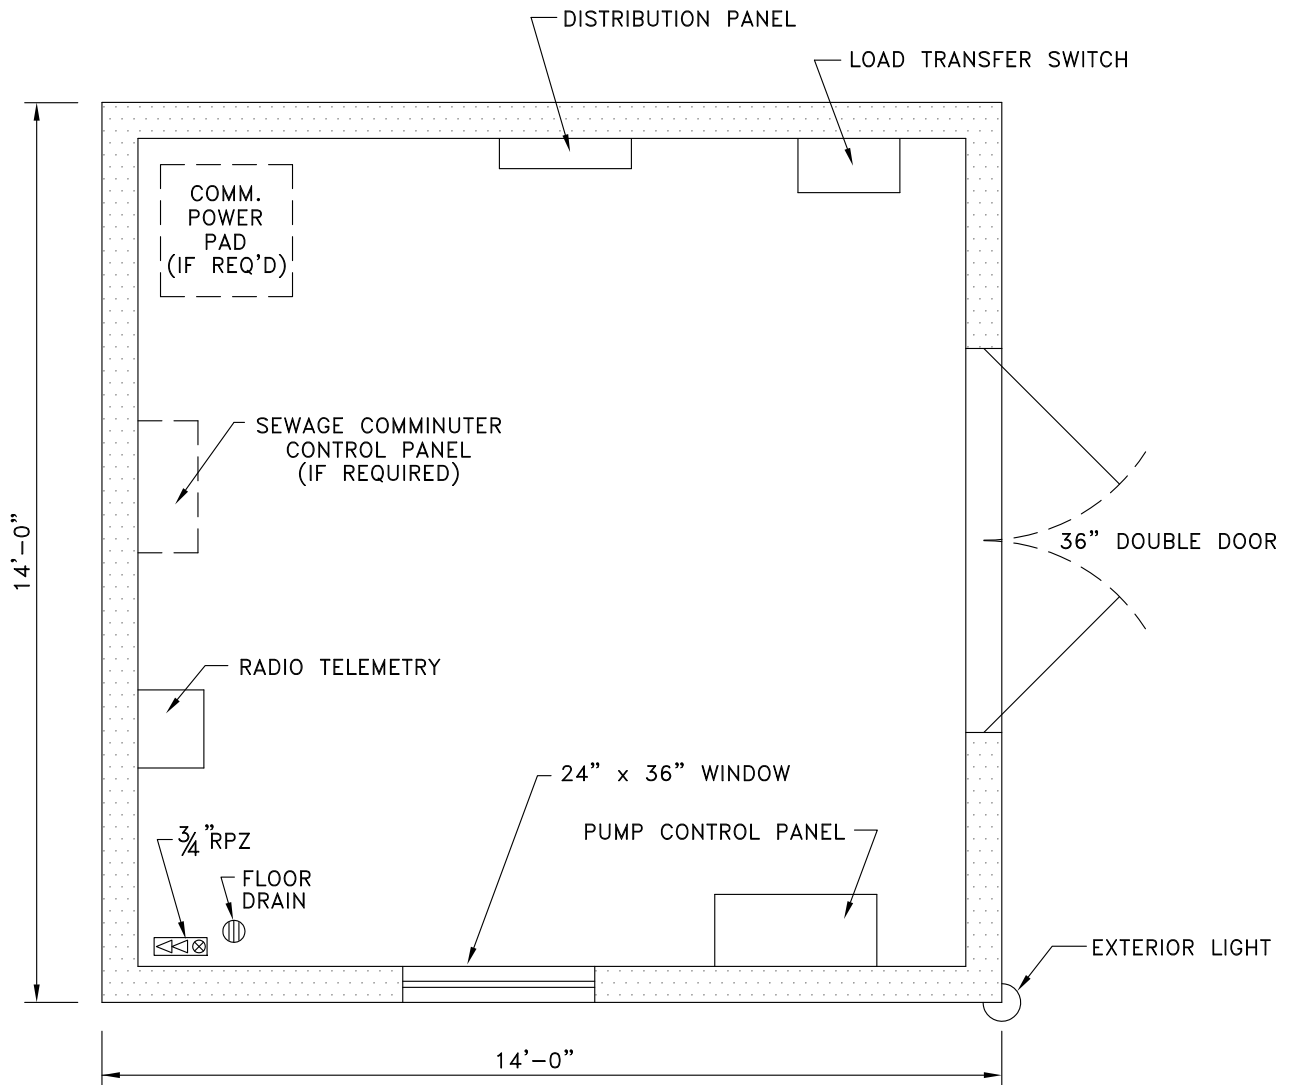 DISTRIBUTION PANEL
LOAD TRANSFER SWITCH
COMM.
POWER
PAD
(IF REQ'D)
SEWAGE COMMINUTER
CONTROL PANEL
(IF REQUIRED)
14'-0"
36" DOUBLE DOOR
RADIO TELEMETRY
24" x 36" WINDOW
PUMP CONTROL PANEL
3/4"RPZ
FLOOR
DRAIN
EXTERIOR LIGHT
14'-0"